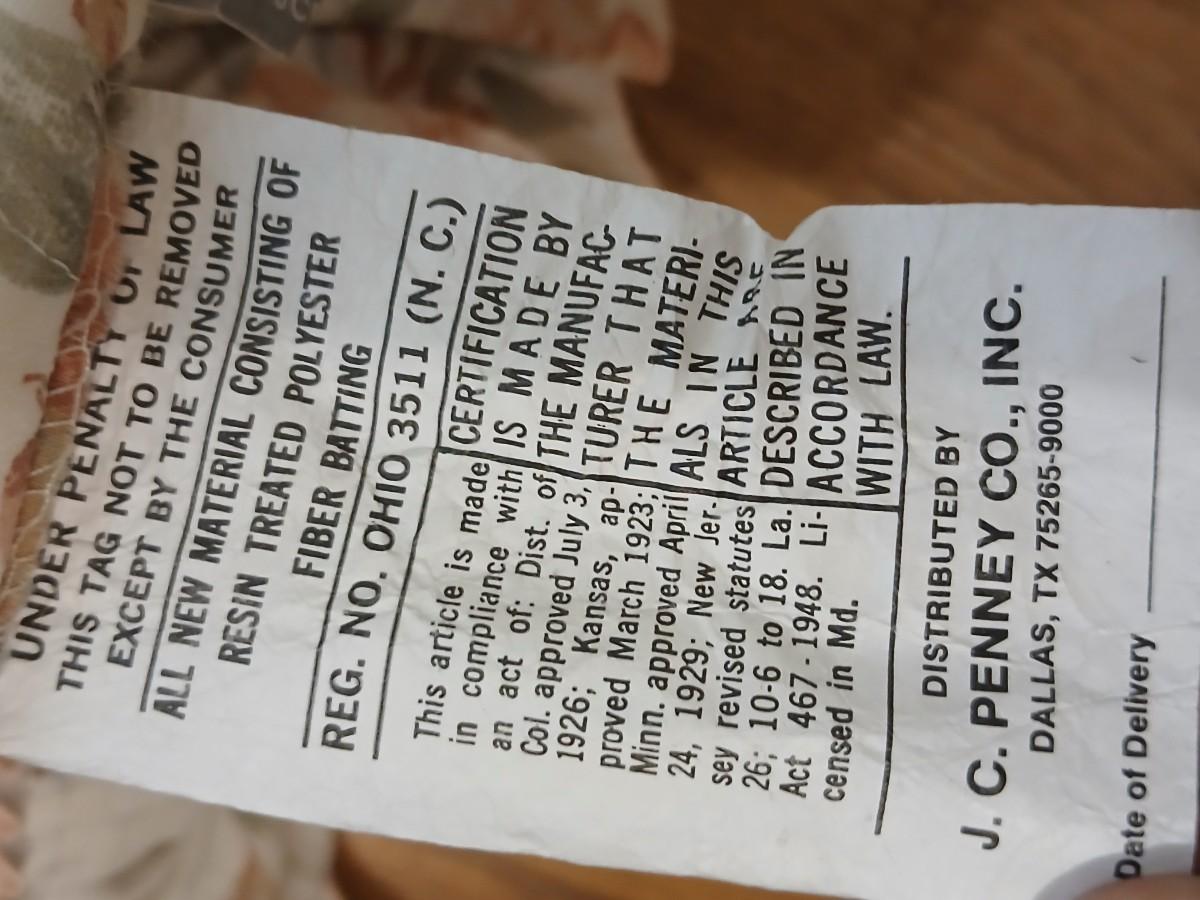 UNDER PENALTY OF LAW
THIS TAG NOT TO BE REMOVED
EXCEPT BY THE CONSUMER
ALL NEW MATERIAL CONSISTING OF
RESIN TREATED POLYESTER
FIBER BATTING
REG. NO. OHIO 3511 (N. C.)
This article is made
in compliance with
an act of: Dist. of
Col. approved July 3,
1926; Kansas, ap-
proved March 1923;
Minn. approved April
24, 1929; New Jer-
sey revised statutes
26; 10-6 to 18. La.
Act 467-1948. Li-
censed in Md.
CERTIFICATION
IS MADE BY
THE MANUFAC-
TURER THAT
THE MATERI-
ALS IN THIS
ARTICLE ARE
DESCRIBED IN
ACCORDANCE
WITH LAW.
DISTRIBUTED BY
J. C. PENNEY CO., INC.
DALLAS, TX 75265-9000
Date of Delivery